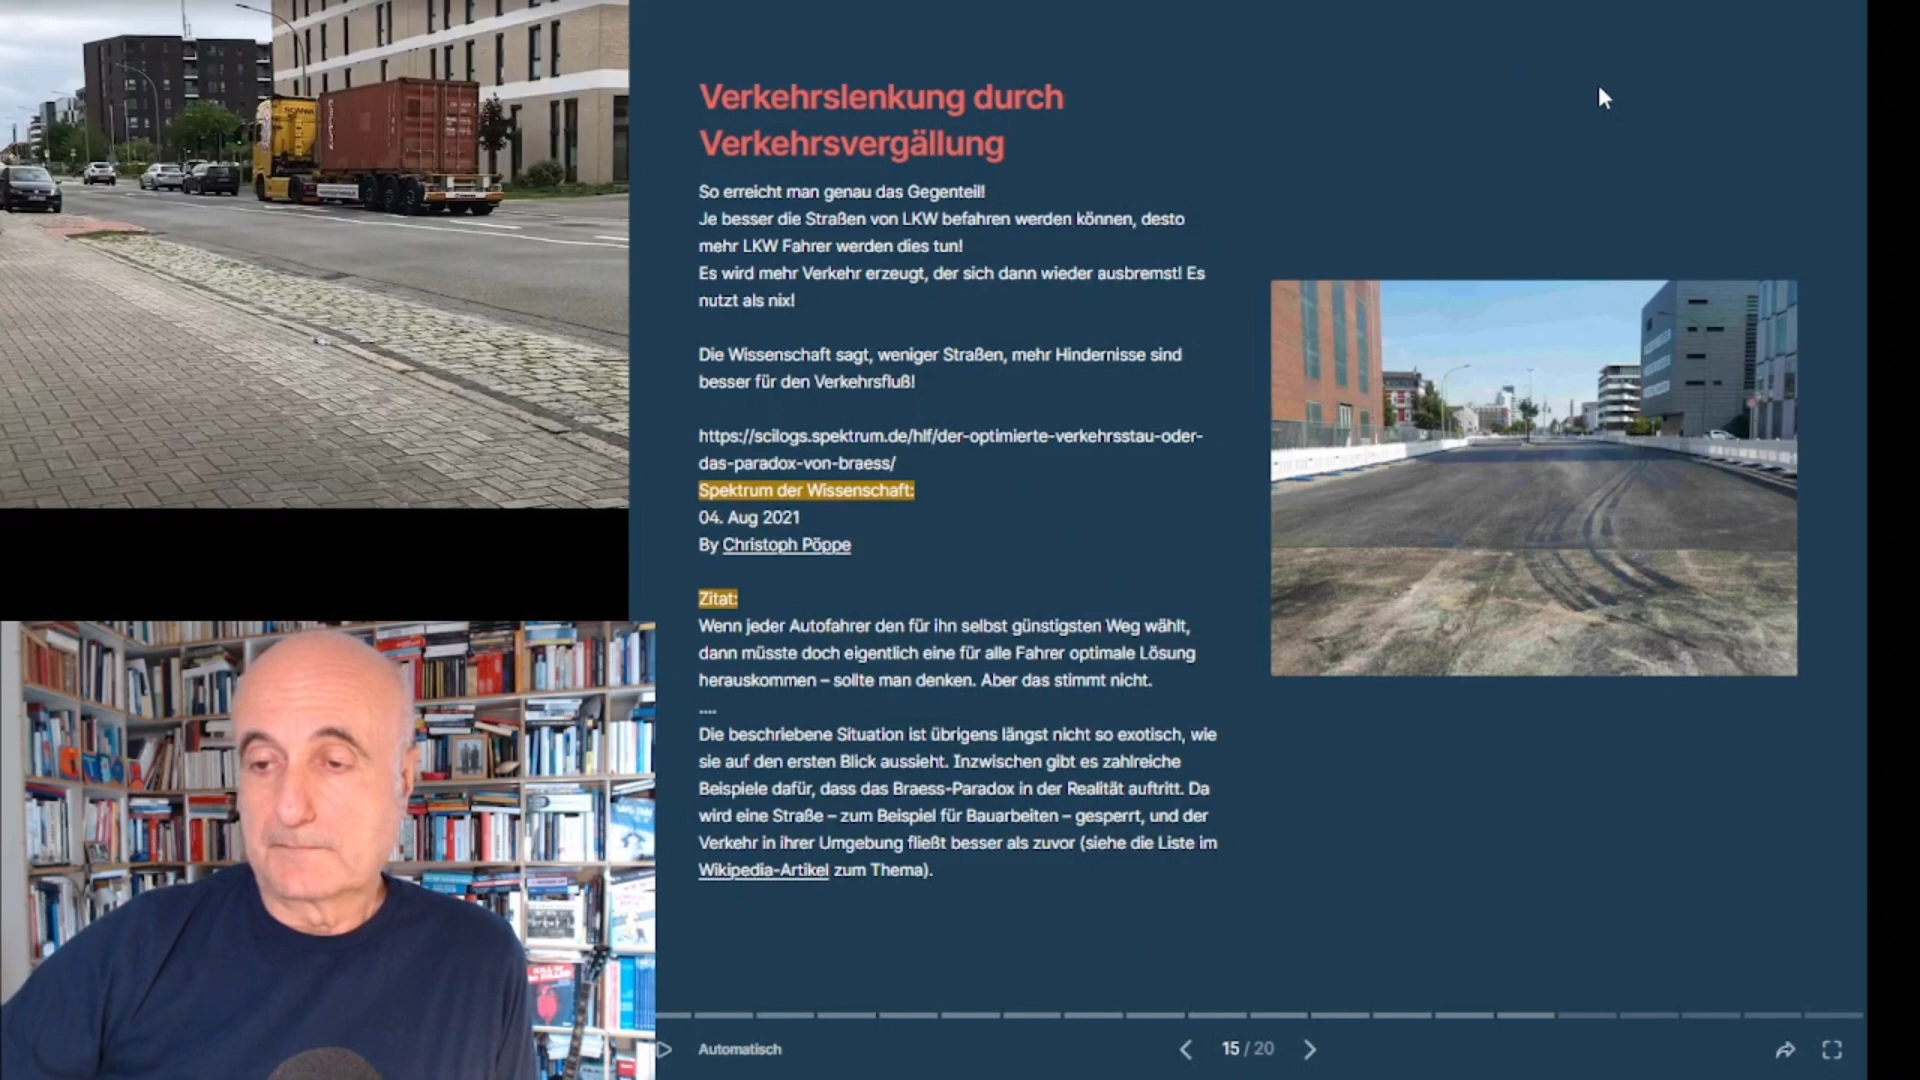 SCANIA
Verkehrslenkung durch
Verkehrsvergällung
So erreicht man genau das Gegenteil!
Je besser die Straßen von LKW befahren werden können, desto
mehr LKW Fahrer werden dies tun!
Es wird mehr Verkehr erzeugt, der sich dann wieder ausbremst! Es
nutzt als nix!
Die Wissenschaft sagt, weniger Straßen, mehr Hindernisse sind
besser für den Verkehrsfluß!
https://scilogs.spektrum.de/hlf/der-optimierte-verkehrsstau-oder-
das-paradox-von-braess/
Spektrum der Wissenschaft:
04. Aug 2021
By Christoph Pöppe
Zitat:
Wenn jeder Autofahrer den für ihn selbst günstigsten Weg wählt,
dann müsste doch eigentlich eine für alle Fahrer optimale Lösung
herauskommen – sollte man denken. Aber das stimmt nicht.
....
Die beschriebene Situation ist übrigens längst nicht so exotisch, wie
sie auf den ersten Blick aussieht. Inzwischen gibt es zahlreiche
Beispiele dafür, dass das Braess-Paradox in der Realität auftritt. Da
wird eine Straße – zum Beispiel für Bauarbeiten – gesperrt, und der
Verkehr in ihrer Umgebung fließt besser als zuvor (siehe die Liste im
Wikipedia-Artikel zum Thema).
Automatisch
15 / 20